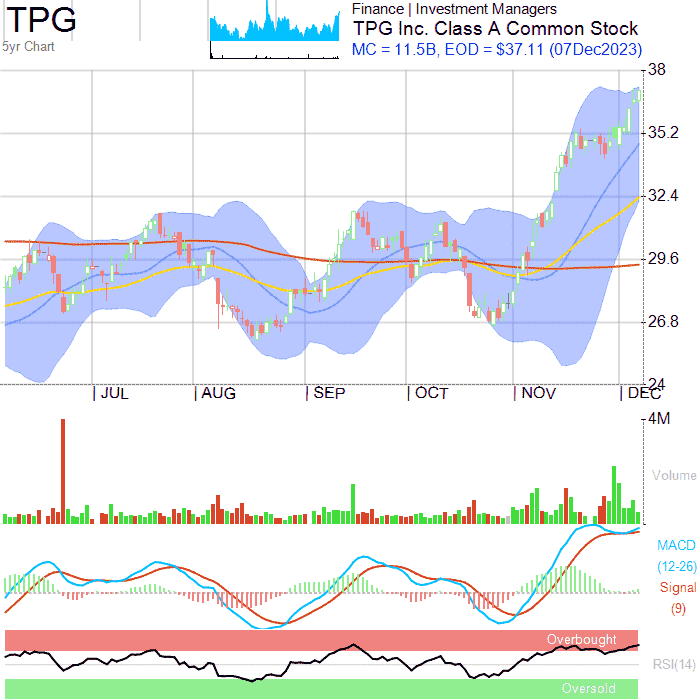 TPG
5yr Chart
Finance | Investment Managers
TPG Inc. Class A Common Stock
MC = 11.5B, EOD = $37.11 (07Dec2023)
38
35.2
32.4
29.6
26.8
24
JUL AUG SEP OCT NOV DEC
4M
Volume
MACD
(12-26)
Signal
(9)
Overbought
RSI(14)
Oversold